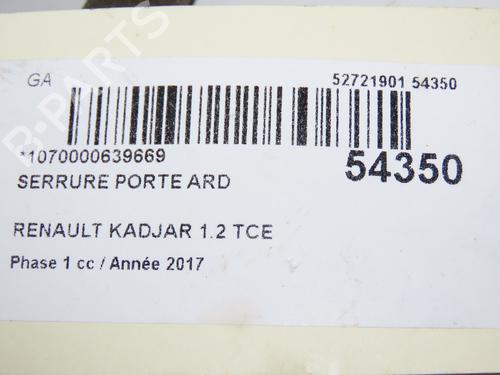 GA
52721901 54350
*1070000639669
54350
SERRURE PORTE ARD
RENAULT KADJAR 1.2 TCE
Phase 1 cc / Année 2017
B-PARTS